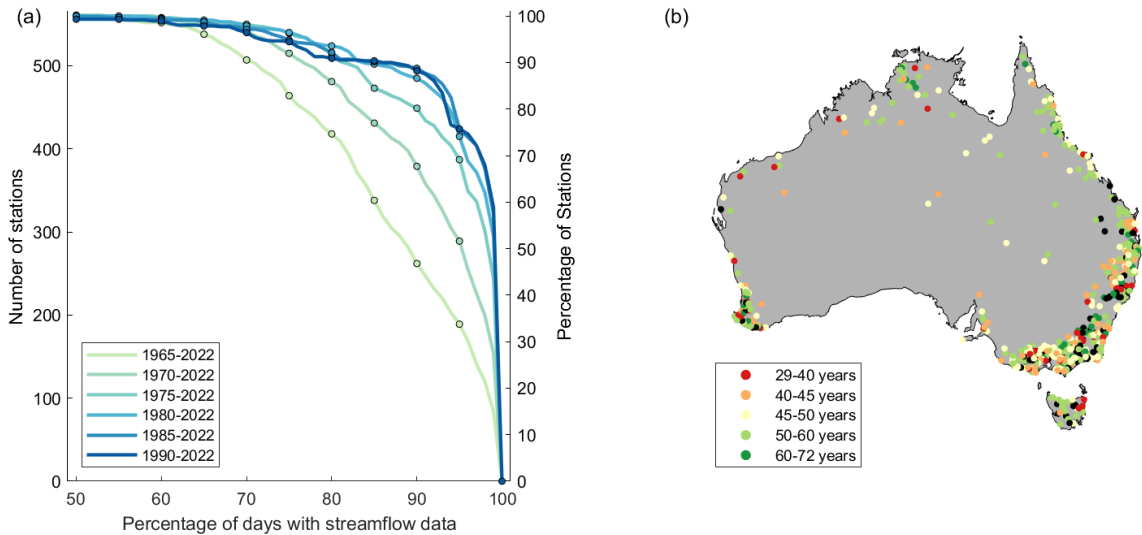 (a)
Number of stations
500
400
300
200
100
0
100
90
80
70
60
50
40
30
20
10
0
Percentage of Stations
1965-2022
1970-2022
1975-2022
1980-2022
1985-2022
1990-2022
50 60 70 80 90 100
Percentage of days with streamflow data
(b)
29-40 years
40-45 years
45-50 years
50-60 years
60-72 years